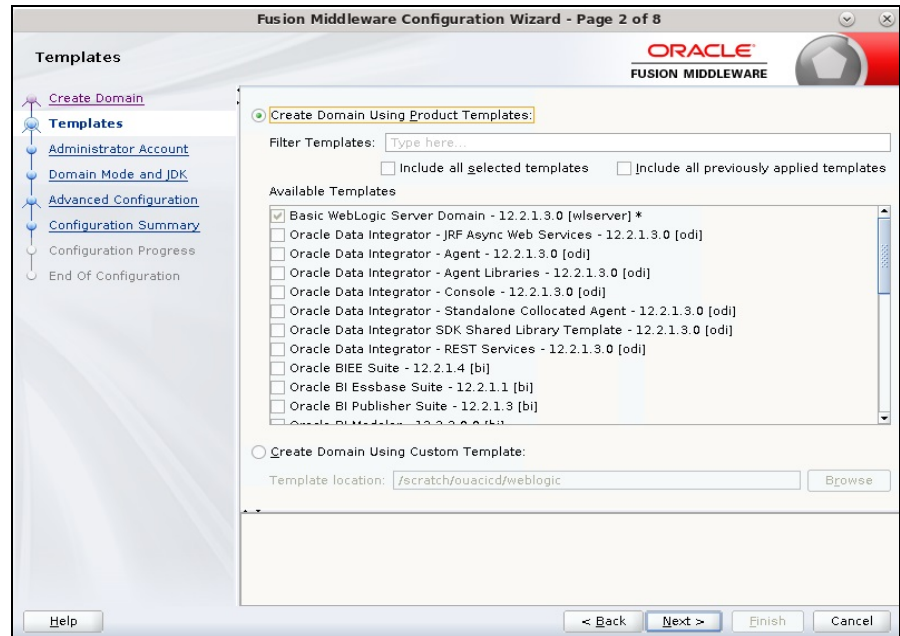 Fusion Middleware Configuration Wizard - Page 2 of 8
Templates
ORACLE
FUSION MIDDLEWARE
Create Domain
Templates
Administrator Account
Domain Mode and JDK
Advanced Configuration
Configuration Summary
Configuration Progress
End Of Configuration
Create Domain Using Product Templates:
Filter Templates: Type here...
Include all selected templates Include all previously applied templates
Available Templates
Basic WebLogic Server Domain - 12.2.1.3.0 [wlserver] *
Oracle Data Integrator - JRF Async Web Services - 12.2.1.3.0 [odi]
Oracle Data Integrator - Agent - 12.2.1.3.0 [odi]
Oracle Data Integrator - Agent Libraries - 12.2.1.3.0 [odi]
Oracle Data Integrator - Console - 12.2.1.3.0 [odi]
Oracle Data Integrator - Standalone Collocated Agent - 12.2.1.3.0 [odi]
Oracle Data Integrator SDK Shared Library Template - 12.2.1.3.0 [odi]
Oracle Data Integrator - REST Services - 12.2.1.3.0 [odi]
Oracle BIEE Suite - 12.2.1.4 [bi]
Oracle BI Essbase Suite - 12.2.1.1 [bi]
Oracle BI Publisher Suite - 12.2.1.3 [bi]
Create Domain Using Custom Template:
Template location: /scratch/ouacicd/weblogic Browse
Help < Back Next > Finish Cancel